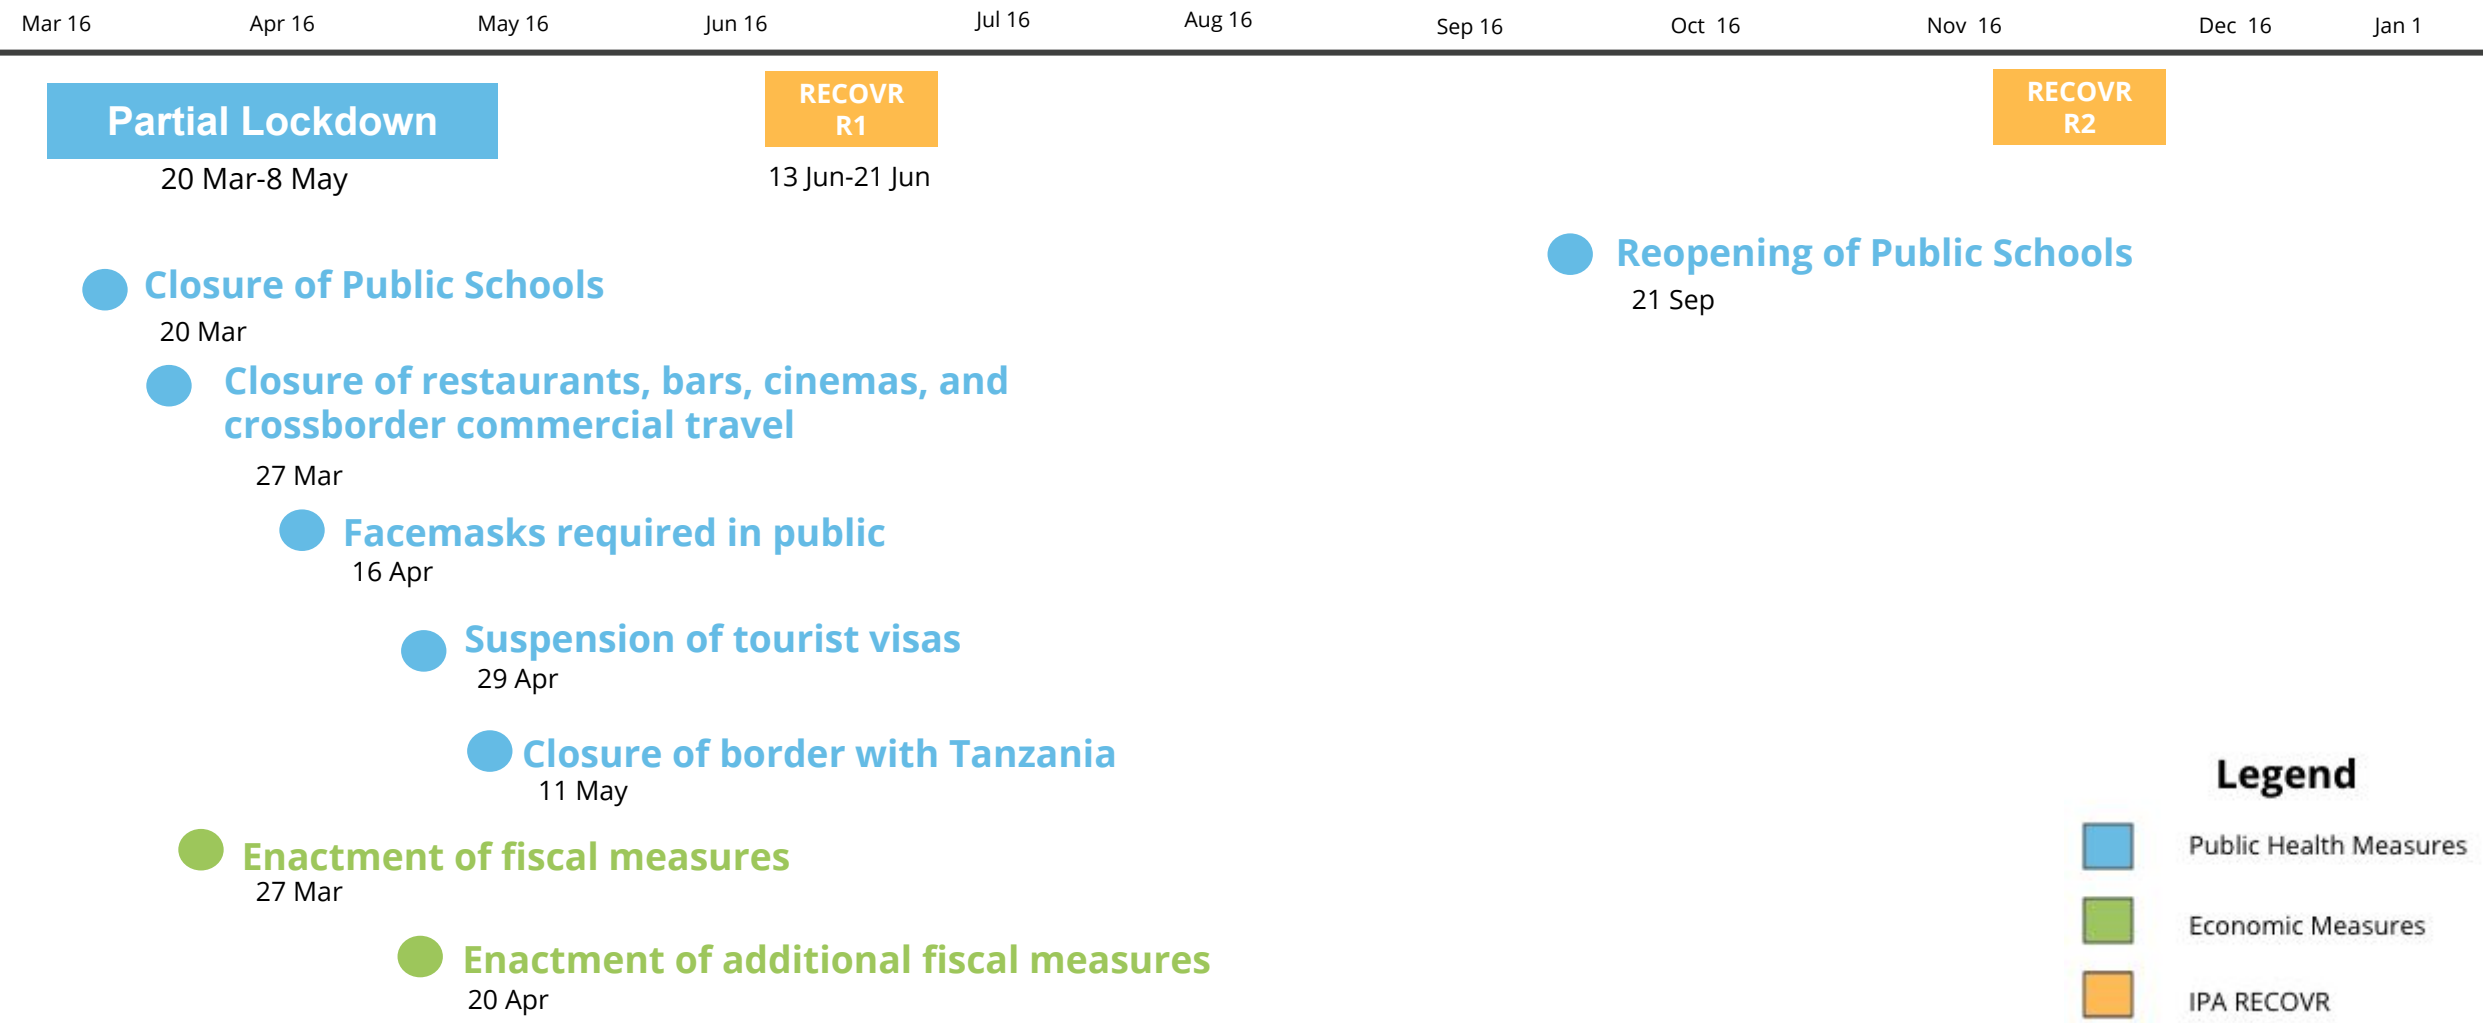 Mar 16 Apr 16 May 16 Jun 16 Jul 16 Aug 16 Sep 16 Oct 16 Nov 16 Dec 16 Jan 1
Partial Lockdown
20 Mar-8 May
RECOVR
R1
13 Jun-21 Jun
RECOVR
R2
Closure of Public Schools
20 Mar
Reopening of Public Schools
21 Sep
Closure of restaurants, bars, cinemas, and
crossborder commercial travel
27 Mar
Facemasks required in public
16 Apr
Suspension of tourist visas
29 Apr
Closure of border with Tanzania
11 May
Enactment of fiscal measures
27 Mar
Enactment of additional fiscal measures
20 Apr
Legend
Public Health Measures
Economic Measures
IPA RECOVR